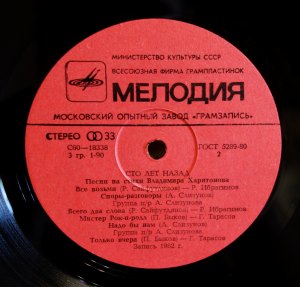 МИНИСТЕРСТВО КУЛЬТУРЫ СССР
ВСЕСОЮЗНАЯ ФИРМА ГРАМПЛАСТИНОК
МЕЛОДИЯ
МОСКОВСКИЙ ОПЫТНЫЙ ЗАВОД «ГРАМЗАПИСЬ»
СТЕРЕО 33
С60—18338 ГОСТ 5289-80
3 гр. 1-90 2
СТО ЛЕТ НАЗАД
Песни на стихи Владимира Харитонова
Все возьми (Р. Сайфутдинов) — Р. Ибрагимов
Споры-разговоры (А. Слизунов)
Группа п/р А. Слизунова
Всего два слова (Р. Сайфутдинов) — Р. Ибрагимов
Мистер Рок-н-ролл (П. Быков) — Г. Тарасов
Надо бы нам (А. Слизунов)
Группа п/р А. Слизунова
Только вчера (П. Быков) — Г. Тарасов
Запись 1982 г.